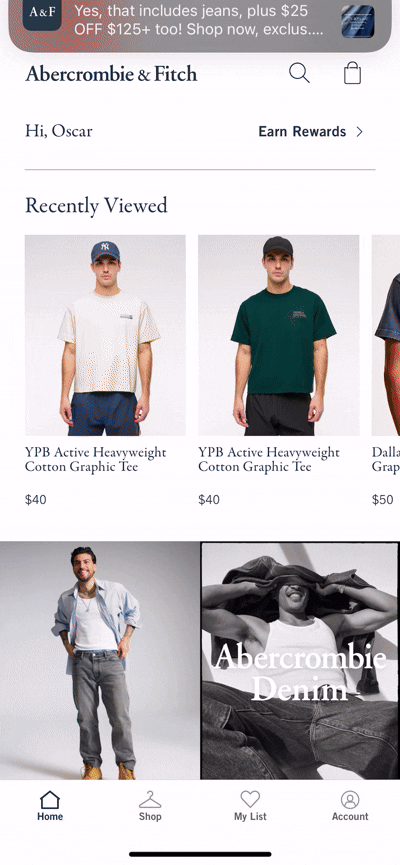 A&F
Yes, that includes jeans, plus $25
OFF $125+ too! Shop now, exclus....
Abercrombie & Fitch
Hi, Oscar
Earn Rewards
Recently Viewed
YPB Active Heavyweight
Cotton Graphic Tee
$40
YPB Active Heavyweight
Cotton Graphic Tee
$40
Dalla
Grap
$50
Abercrombie
Denim
Home
Shop
My List
Account